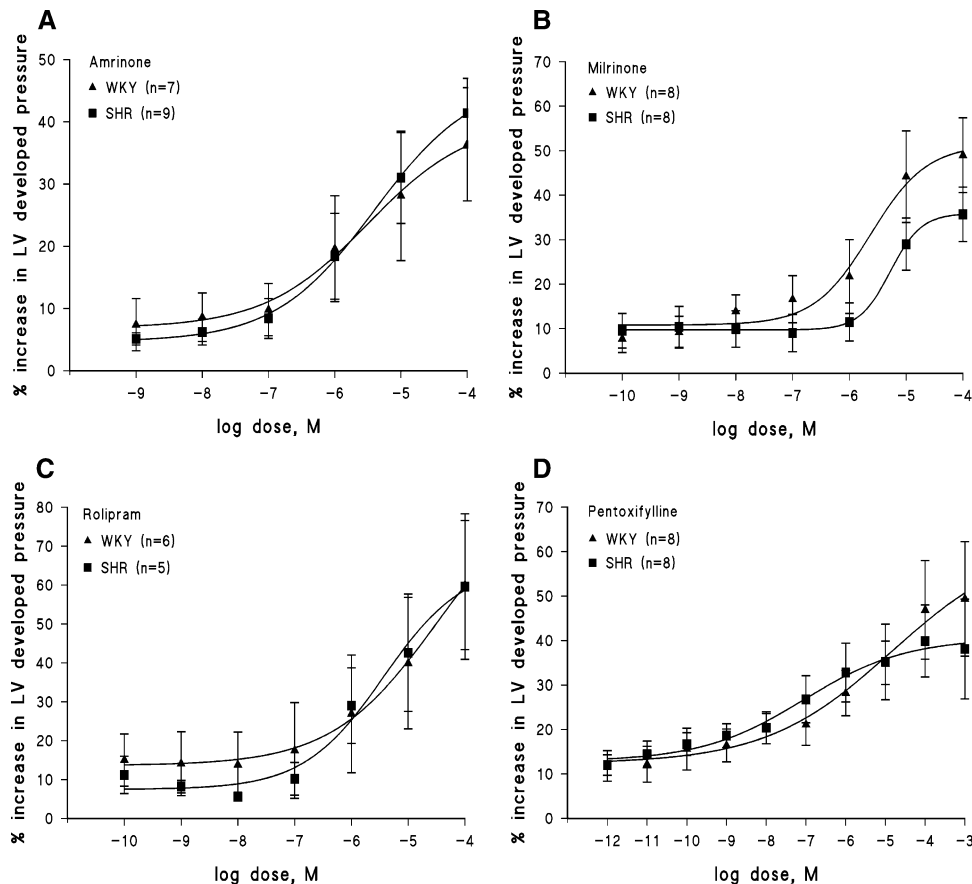 A
% increase in LV developed pressure
Amrinone
WKY (n=7)
SHR (n=9)
50
40
30
20
10
0
-9 -8 -7 -6 -5 -4
log dose, M
B
% increase in LV developed pressure
Milrinone
WKY (n=8)
SHR (n=8)
70
60
50
40
30
20
10
0
-10 -9 -8 -7 -6 -5 -4
log dose, M
C
% increase in LV developed pressure
Rolipram
WKY (n=6)
SHR (n=5)
80
70
60
50
40
30
20
10
0
-10 -9 -8 -7 -6 -5 -4
log dose, M
D
% increase in LV developed pressure
Pentoxifylline
WKY (n=8)
SHR (n=8)
70
60
50
40
30
20
10
0
-12 -11 -10 -9 -8 -7 -6 -5 -4 -3
log dose, M